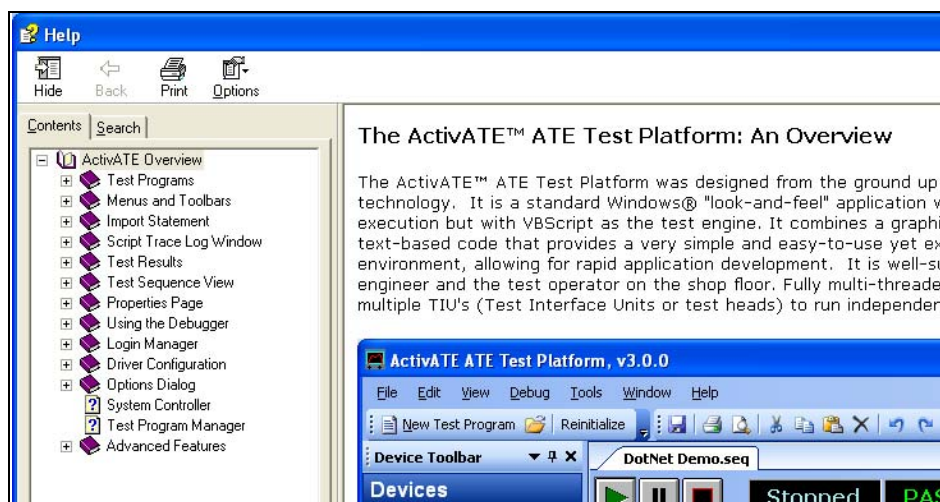 Help
Hide Back Print Options
Contents Search
ActivATE Overview
Test Programs
Menus and Toolbars
Import Statement
Script Trace Log Window
Test Results
Test Sequence View
Properties Page
Using the Debugger
Login Manager
Driver Configuration
Options Dialog
System Controller
Test Program Manager
Advanced Features
The ActivATE™ ATE Test Platform: An Overview
The ActivATE™ ATE Test Platform was designed from the ground up
technology. It is a standard Windows® "look-and-feel" application
execution but with VBScript as the test engine. It combines a
text-based code that provides a very simple and easy-to-use yet
environment, allowing for rapid application development. It is
engineer and the test operator on the shop floor. Fully
multiple TIU's (Test Interface Units or test heads) to run
ActivATE ATE Test Platform, v3.0.0
File Edit View Debug Tools Window Help
New Test Program Reinitialize
Device Toolbar DotNet Demo.seq
Devices Stopped